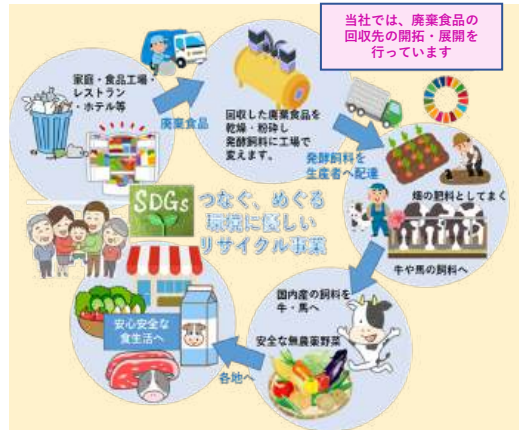 当社では、廃棄食品の
回収先の開拓・展開を
行っています
家庭・食品工場・
レストラン
・ホテル等
廃棄食品
回収した廃棄食品を
乾燥・粉砕し
発酵飼料に工場で
変えます。
発酵飼料を
生産者へ配達
畑の肥料としてまく
牛や馬の飼料へ
SDGs
つなぐ、めぐる
環境に優しい
リサイクル事業
国内産の飼料を
牛・馬へ
安全な無農薬野菜
各地へ
安心安全な
食生活へ